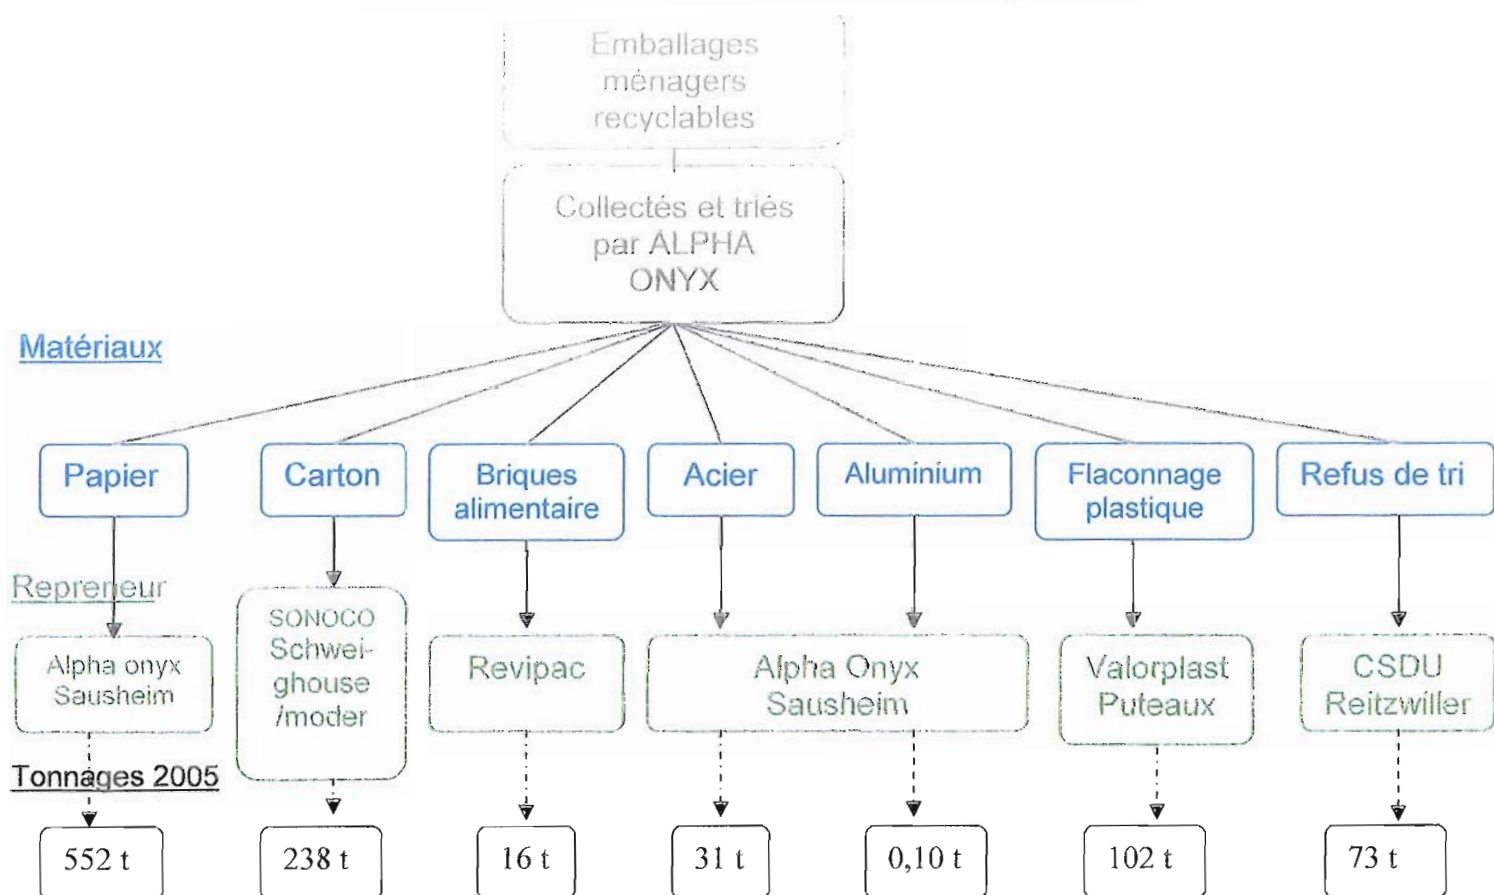 Emballages
ménagers
recyclables
Collectés et triés
par ALPHA
ONYX
Matériaux
Papier
Carton
Briques
alimentaire
Acier
Aluminium
Flaconnage
plastique
Refus de tri
Repreneur
Alpha onyx
Sausheim
SONOCO
Schwei-
ghouse
/moder
Revipac
Alpha Onyx
Sausheim
Valorplast
Puteaux
CSDU
Reitzwiller
Tonnages 2005
552 t
238 t
16 t
31 t
0,10 t
102 t
73 t